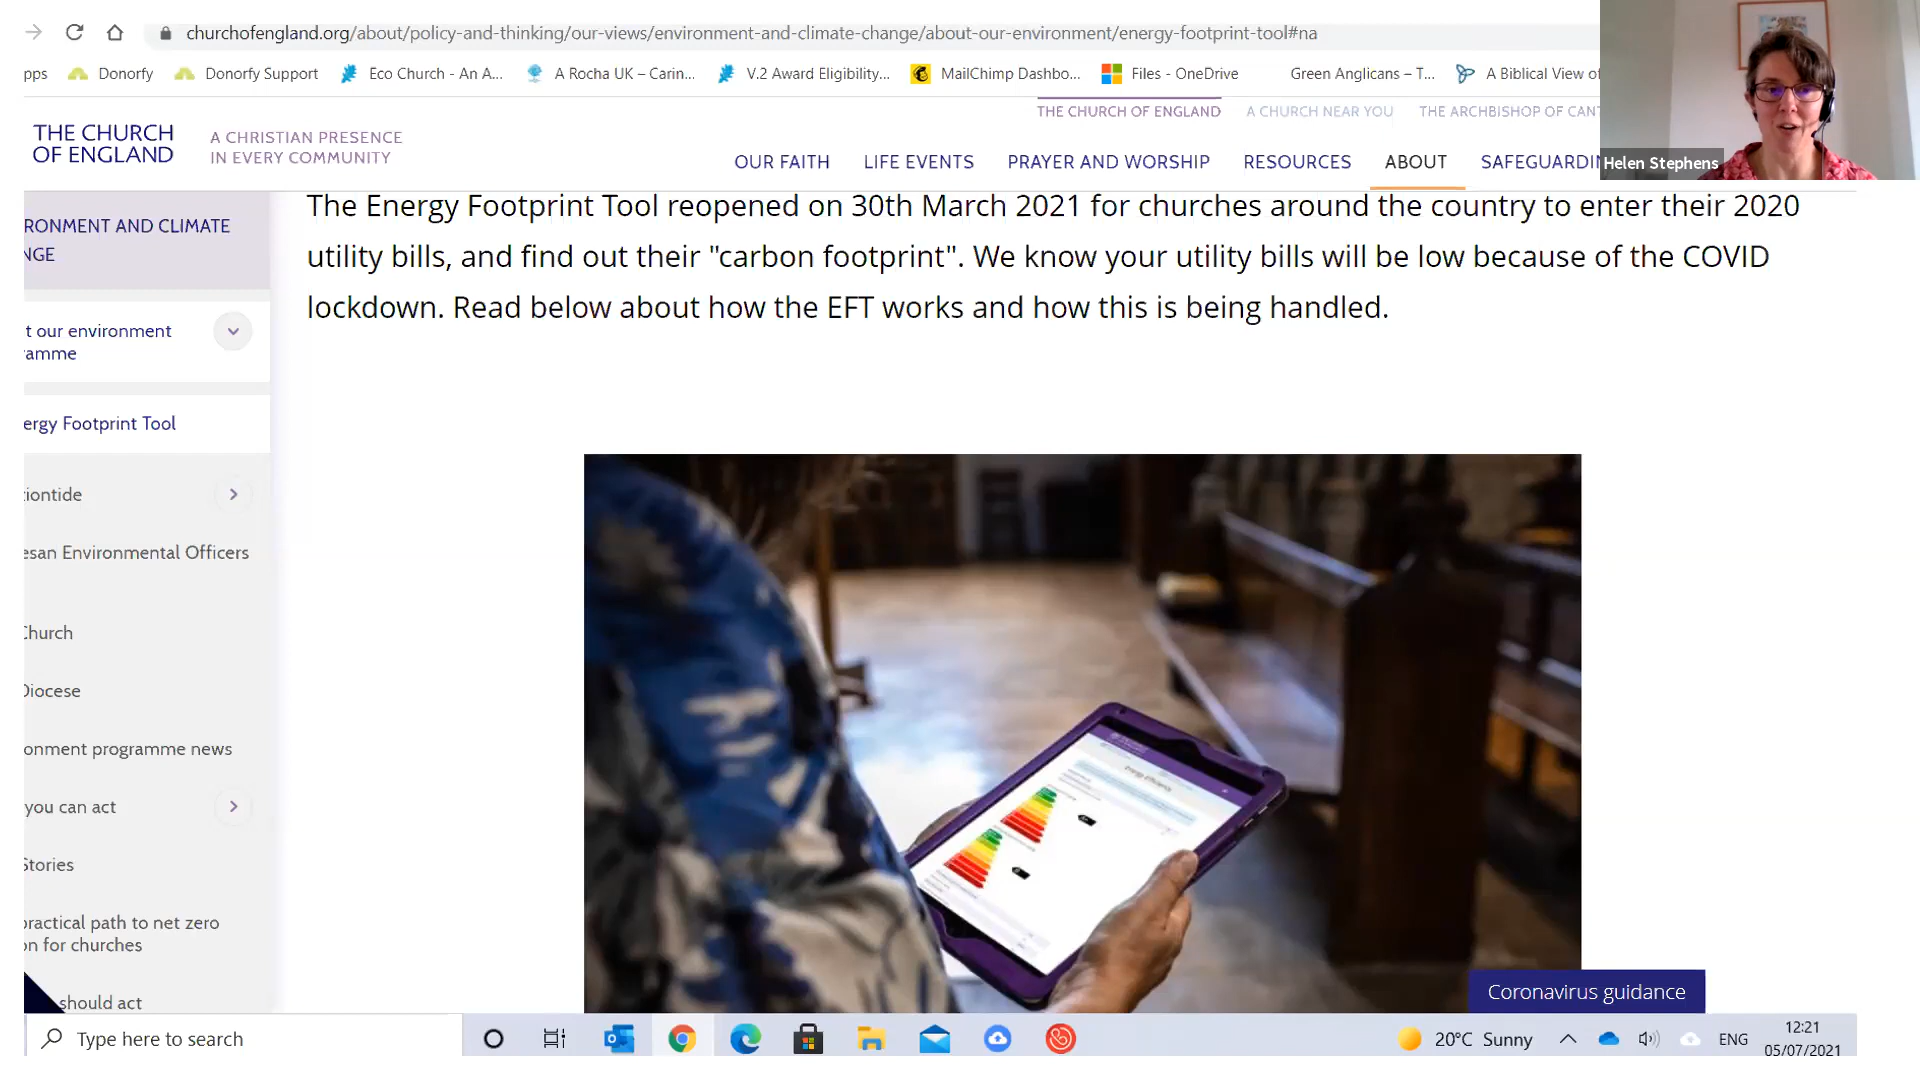 churchofengland.org/about/policy-and-thinking/our-views/environment-and-climate-change/about-our-environment/energy-footprint-tool#na
pps Donorfy Donorfy Support Eco Church - An A... A Rocha UK – Carin... V.2 Award Eligibility... MailChimp Dashbo... Files - OneDrive Green Anglicans – T... A Biblical View of
THE CHURCH OF ENGLAND A CHURCH NEAR YOU THE ARCHBISHOP OF CANT
THE CHURCH
OF ENGLAND
A CHRISTIAN PRESENCE
IN EVERY COMMUNITY
OUR FAITH LIFE EVENTS PRAYER AND WORSHIP RESOURCES ABOUT SAFEGUARDIN
Helen Stephens
RONMENT AND CLIMATE
NGE
t our environment
ramme
ergy Footprint Tool
tiontide
esan Environmental Officers
Church
Diocese
onment programme news
you can act
Stories
practical path to net zero
on for churches
should act
The Energy Footprint Tool reopened on 30th March 2021 for churches around the country to enter their 2020
utility bills, and find out their "carbon footprint". We know your utility bills will be low because of the COVID
lockdown. Read below about how the EFT works and how this is being handled.
Energy Efficiency
Coronavirus guidance
Type here to search
20°C Sunny
ENG
12:21
05/07/2021